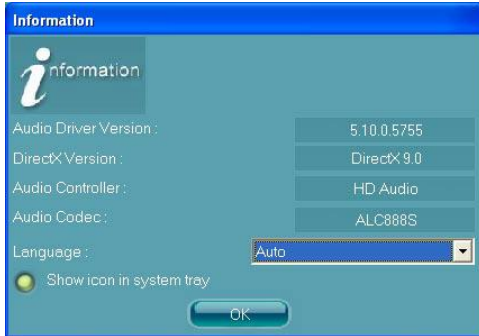 Information
information
Audio Driver Version : 5.10.0.5755
DirectX Version : DirectX 9.0
Audio Controller : HD Audio
Audio Codec : ALC888S
Language : Auto
Show icon in system tray
OK